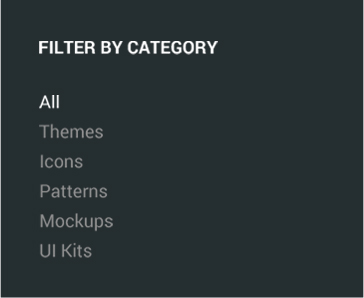 FILTER BY CATEGORY
All
Themes
Icons
Patterns
Mockups
UI Kits